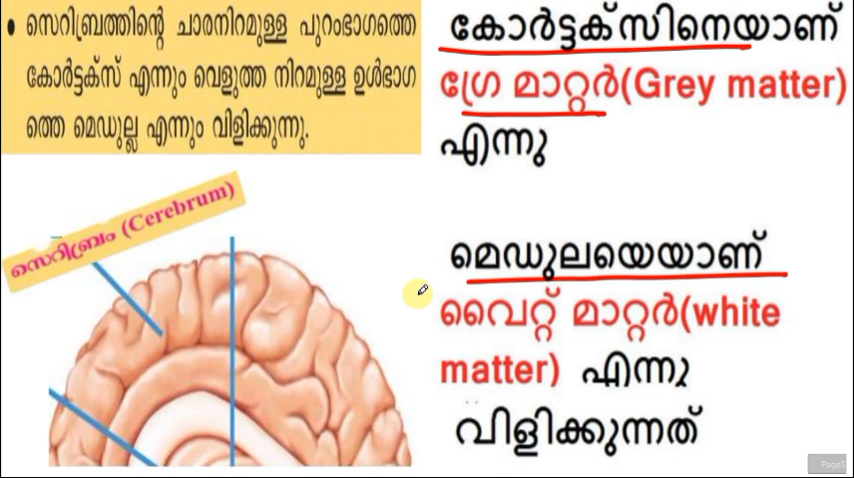 • സെറിബ്രത്തിന്റെ ചാരനിറമുള്ള പുറംഭാഗത്തെ
കോർട്ടക്സ് എന്നും വെളുത്ത നിറമുള്ള ഉൾഭാഗ
ത്തെ മെഡുല്ല എന്നും വിളിക്കുന്നു.
സെറിബ്രം (Cerebrum)
കോർട്ടക്സിനെയാണ്
ഗ്രേ മാറ്റർ(Grey matter)
എന്നു
മെഡുലയെയാണ്
വൈറ്റ് മാറ്റർ(white
matter) എന്നു
വിളിക്കുന്നത്
Page5